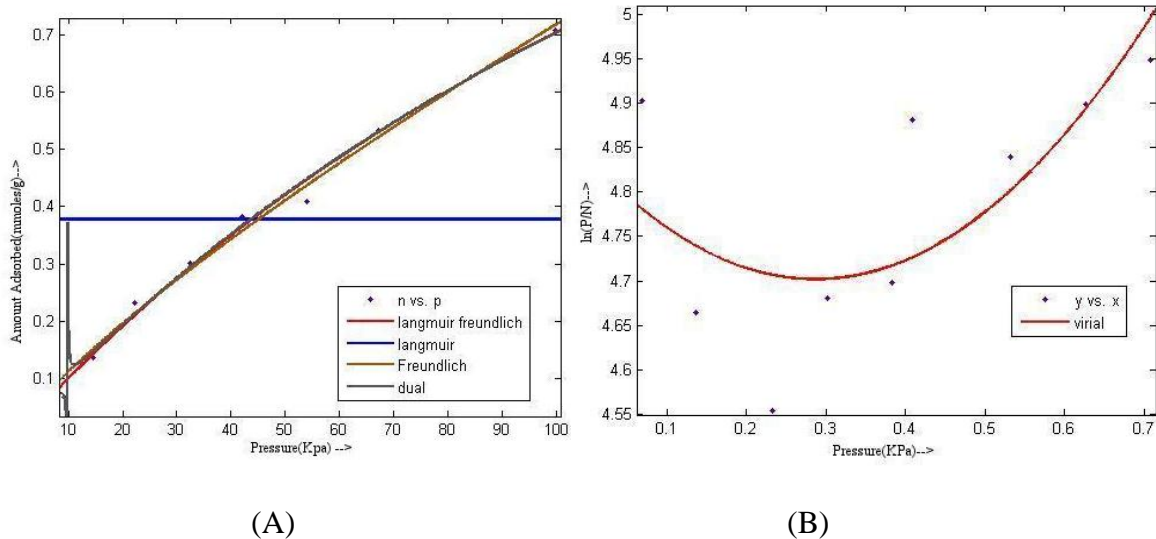 0.7
0.6
0.5
0.4
0.3
0.2
0.1
Amount Adsorbed(mmoles/g)-->
n vs. p
langmuir freundlich
langmuir
Freundlich
dual
10 20 30 40 50 60 70 80 90 100
Pressure(Kpa) -->
(A)
5
4.95
4.9
4.85
4.8
4.75
4.7
4.65
4.6
4.55
ln(P/N)-->
y vs. x
virial
0.1 0.2 0.3 0.4 0.5 0.6 0.7
Pressure(KPa)-->
(B)